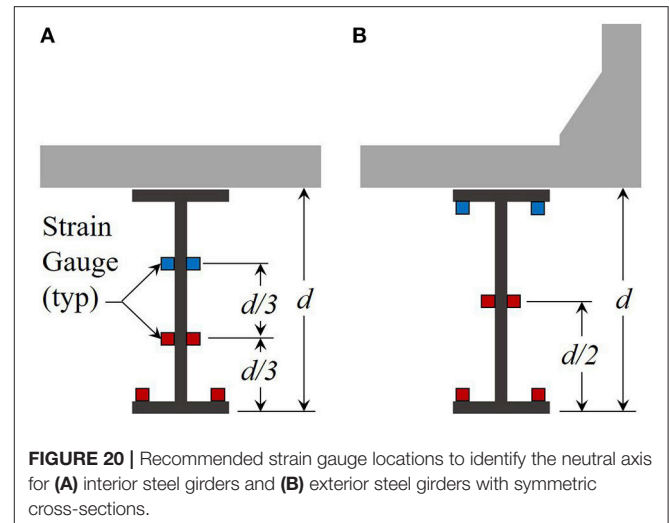 A
B
Strain
Gauge
(typ)
d/3
d
d/3
d
d/2
FIGURE 20 | Recommended strain gauge locations to identify the neutral axis
for (A) interior steel girders and (B) exterior steel girders with symmetric
cross-sections.